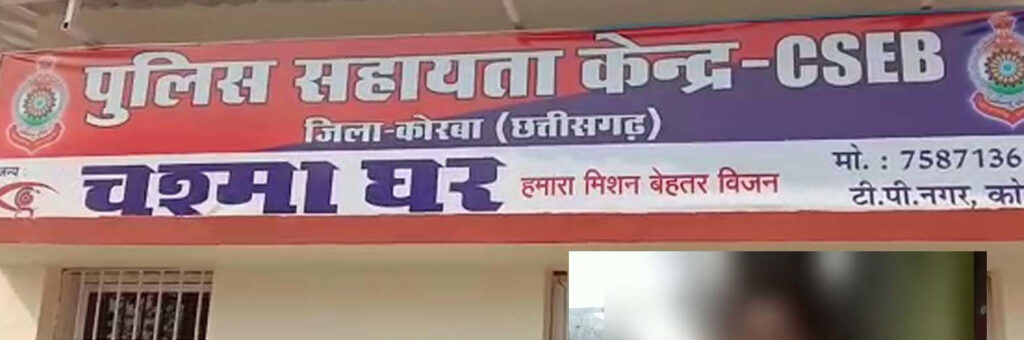 पुलिस सहायता केन्द्र-CSEB
जिला-कोरबा (छत्तीसगढ़)
चश्मा घर हमारा मिशन बेहतर विजन
मो. : 7587136
टी.पी.नगर, को